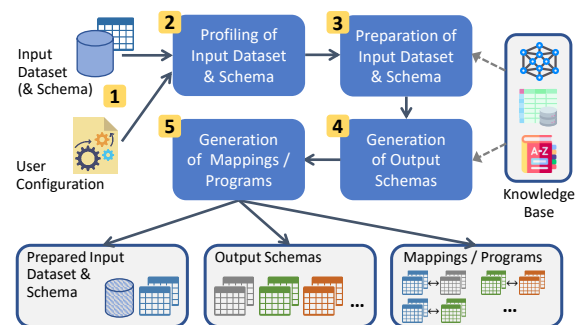 Input
Dataset
(& Schema)
1
User
Configuration
2
Profiling of
Input Dataset
& Schema
3
Preparation of
Input Dataset
& Schema
4
Generation
of Output
Schemas
5
Generation
of Mappings /
Programs
A-Z
Knowledge
Base
Prepared Input
Dataset &
Schema
Output Schemas
...
Mappings / Programs
...